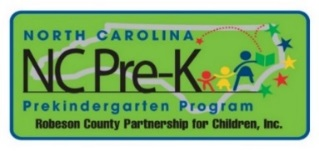 NORTH CAROLINA
NC Pre-K
Prekindergarten Program
Robeson County Partnership for Children, Inc.